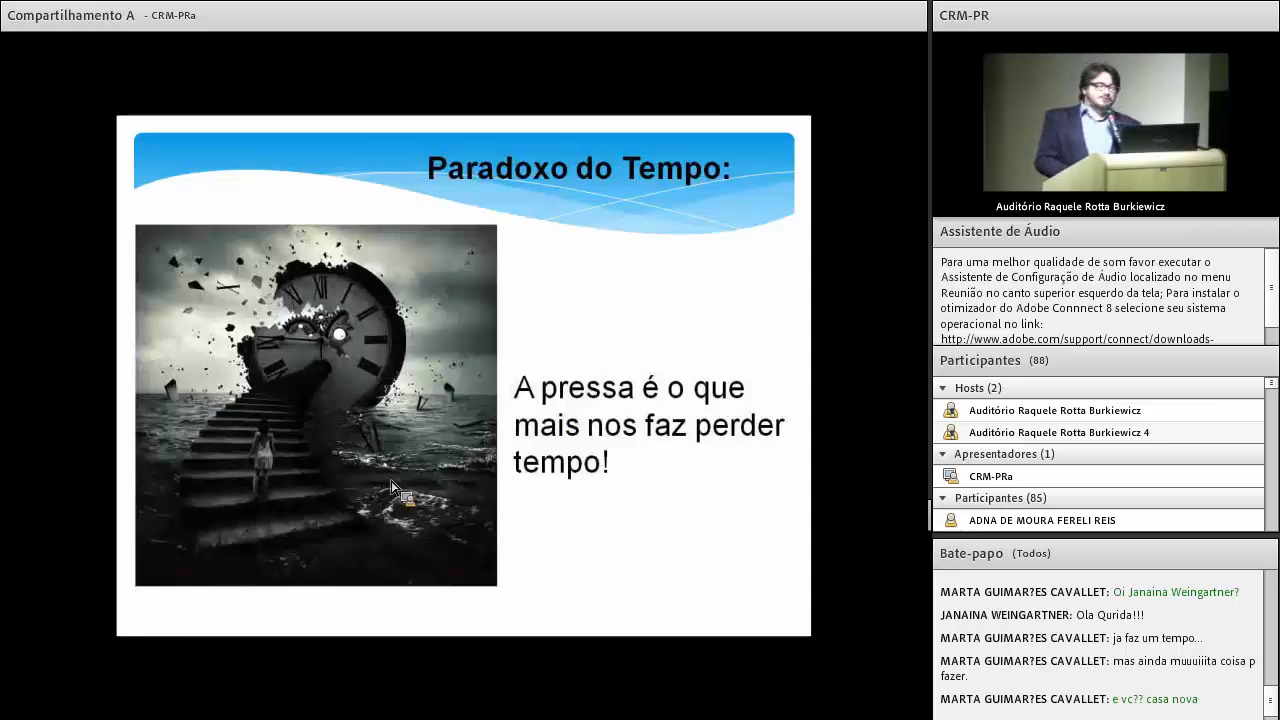 Compartilhamento A - CRM-PRa
Paradoxo do Tempo:
A pressa é o que
mais nos faz perder
tempo!
CRM-PR
Auditório Raquele Rotta Burkiewicz
Assistente de Áudio
Para uma melhor qualidade de som favor executar o
Assistente de Configuração de Áudio localizado no menu
Reunião no canto superior esquerdo da tela; Para instalar o
otimizador do Adobe Connnect 8 selecione seu sistema
operacional no link:
http://www.adobe.com/support/connect/downloads-
Participantes (88)
Hosts (2)
Auditório Raquele Rotta Burkiewicz
Auditório Raquele Rotta Burkiewicz 4
Apresentadores (1)
CRM-PRa
Participantes (85)
ADNA DE MOURA FERELI REIS
Bate-papo (Todos)
MARTA GUIMAR?ES CAVALLET: Oi Janaina Weingartner?
JANAINA WEINGARTNER: Ola Qurida!!!
MARTA GUIMAR?ES CAVALLET: ja faz um tempo...
MARTA GUIMAR?ES CAVALLET: mas ainda muuuiiita coisa p
fazer.
MARTA GUIMAR?ES CAVALLET: e vc?? casa nova